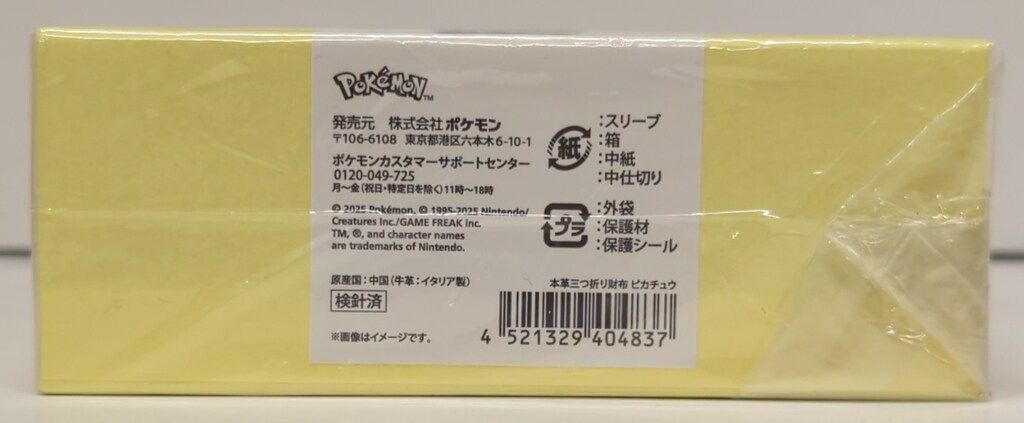 POKéMON™
発売元 株式会社ポケモン
〒106-6108 東京都港区六本木6-10-1
ポケモンカスタマーサポートセンター
0120-049-725
月～金(祝日・特定日を除く)11時～18時
© 2025 Pokémon. © 1995-2025 Nintendo/
Creatures Inc./GAME FREAK inc.
TM, ®, and character names
are trademarks of Nintendo.
原産国:中国(牛革:イタリア製)
検針済
※画像はイメージです。
紙
:スリーブ
:箱
:中紙
:中仕切り
プラ
:外袋
:保護材
:保護シール
本革三つ折り財布 ピカチュウ
4 521329 404837